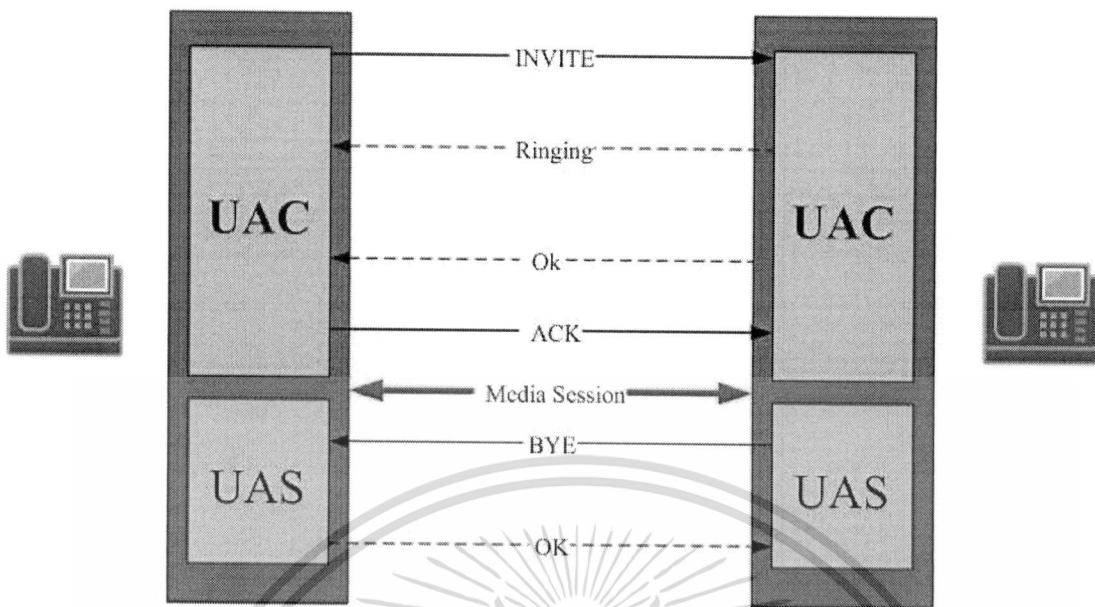 INVITE
Ringing
UAC
UAC
Ok
ACK
Media Session
BYE
UAS
UAS
OK